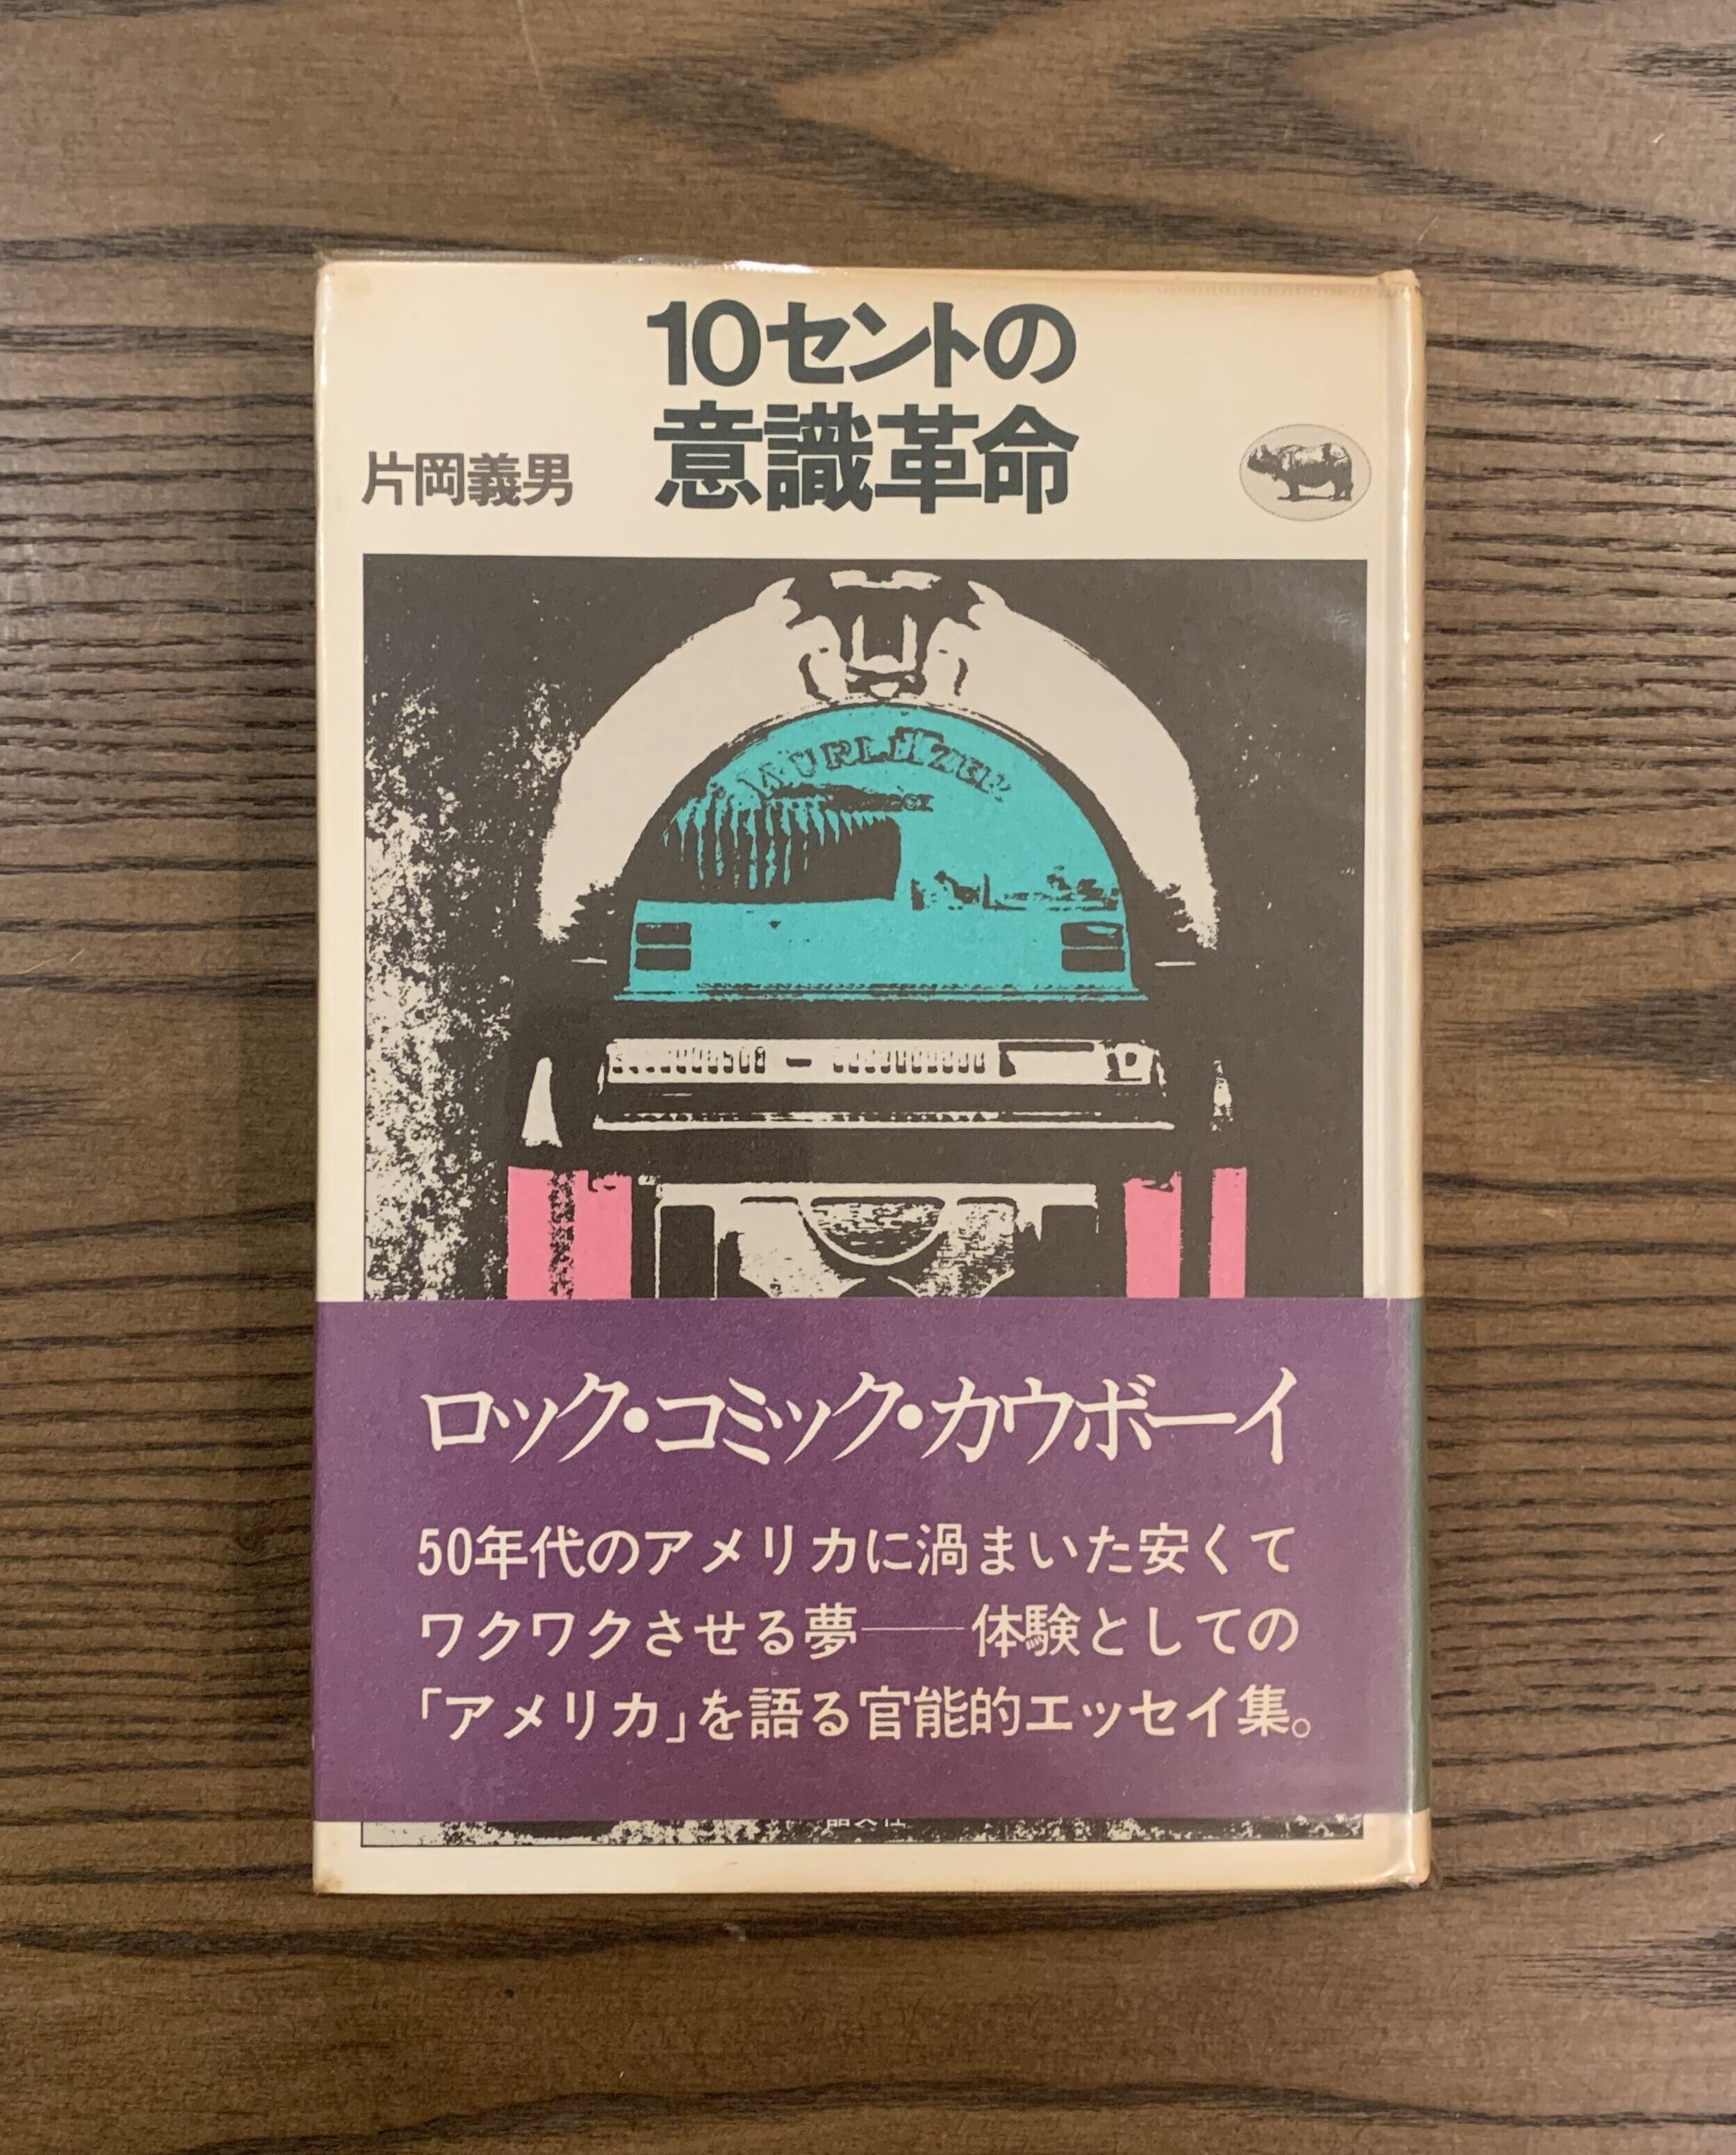 10セントの
意識革命
片岡義男
WURLITZER
ロック・コミック・カウボーイ
50年代のアメリカに渦まいた安くて
ワクワクさせる夢——体験としての
「アメリカ」を語る官能的エッセイ集。
晶文社